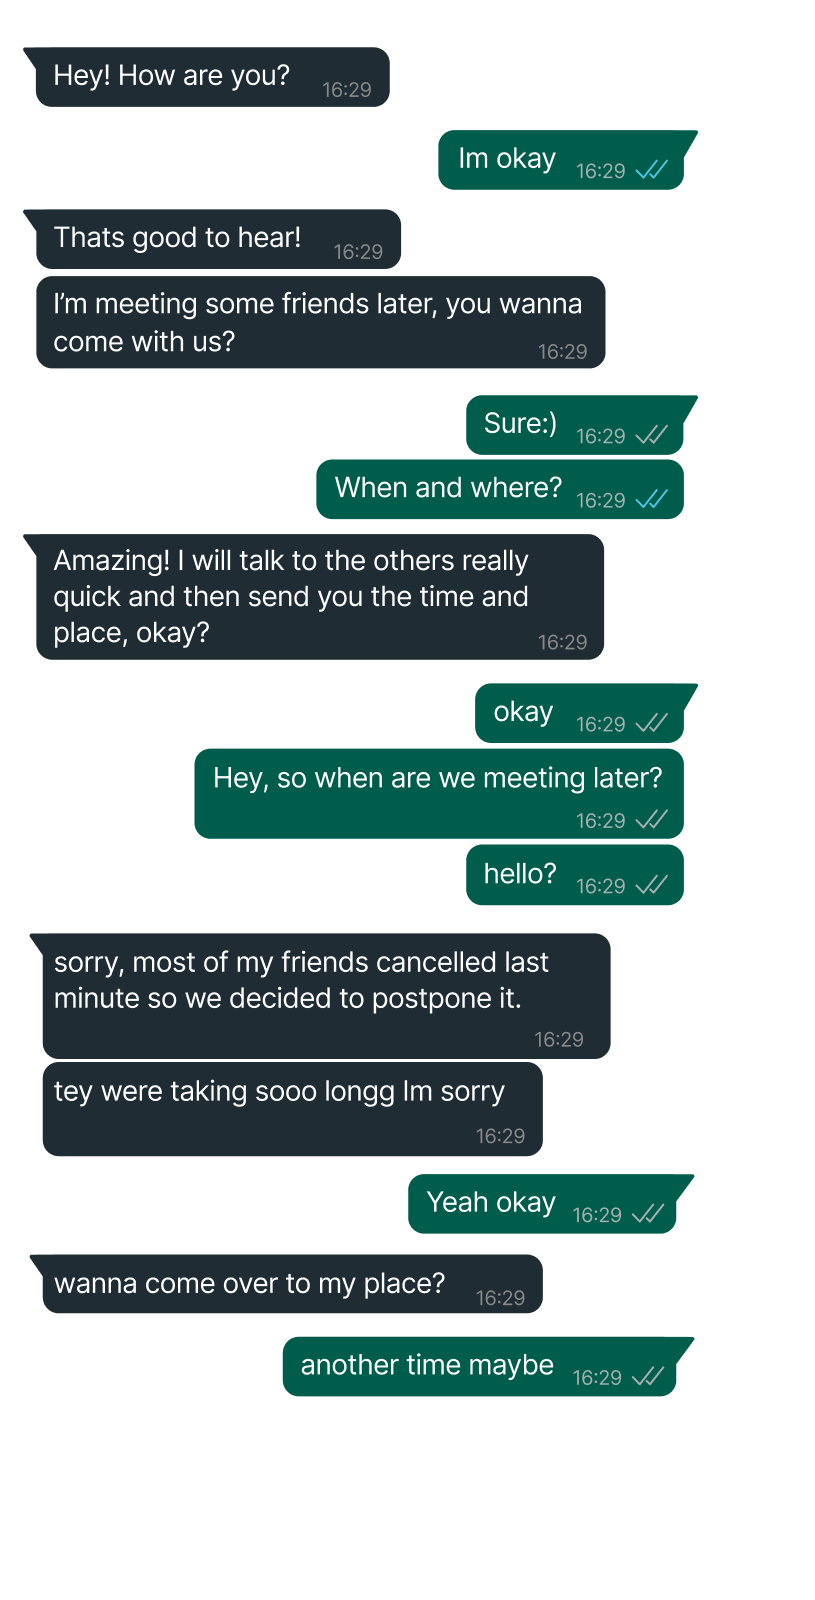 Hey! How are you? 16:29
Im okay 16:29
Thats good to hear! 16:29
I’m meeting some friends later, you wanna
come with us? 16:29
Sure:) 16:29
When and where? 16:29
Amazing! I will talk to the others really
quick and then send you the time and
place, okay? 16:29
okay 16:29
Hey, so when are we meeting later?
16:29
hello? 16:29
sorry, most of my friends cancelled last
minute so we decided to postpone it.
16:29
tey were taking sooo longg Im sorry
16:29
Yeah okay 16:29
wanna come over to my place? 16:29
another time maybe 16:29